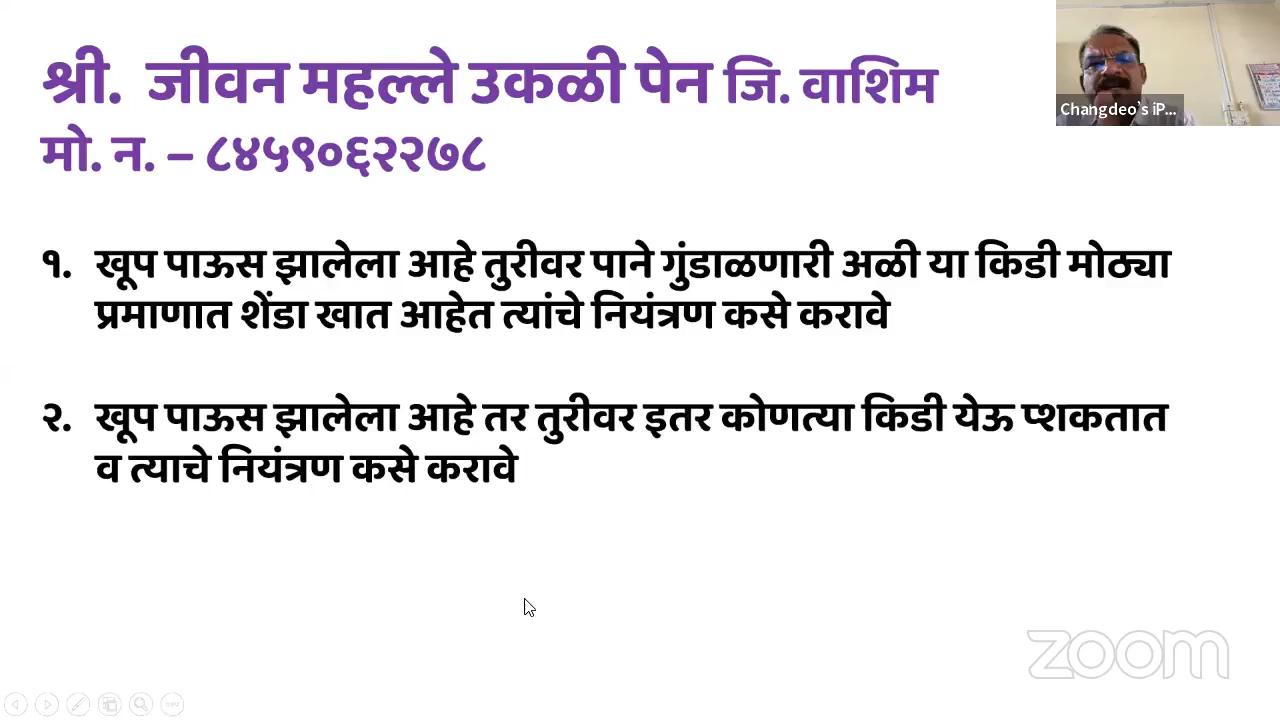 श्री. जीवन महल्ले उकळी पेन जि. वाशिम
मो. न. – ८४५९०६२२७८
Changdeo's iP...
१. खूप पाऊस झालेला आहे तुरीवर पाने गुंडाळणारी अळी या किडी मोठ्या
प्रमाणात शेंडा खात आहेत त्यांचे नियंत्रण कसे करावे
२. खूप पाऊस झालेला आहे तर तुरीवर इतर कोणत्या किडी येऊ प्शकतात
व त्याचे नियंत्रण कसे करावे
zoom